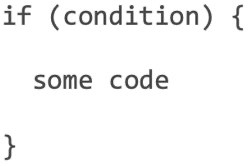 if (condition) {
  some code
}